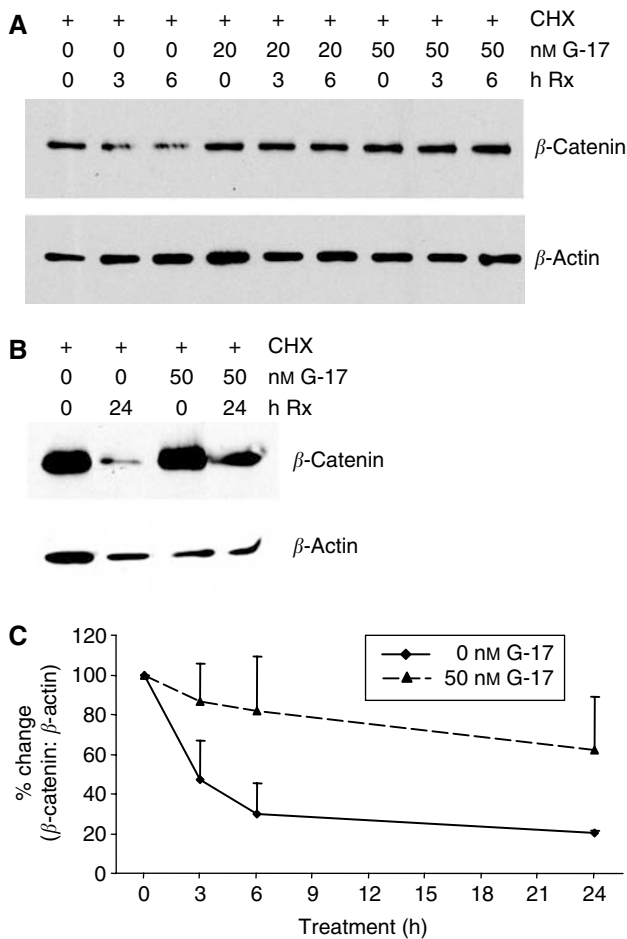 A
+ + + + + + + + + CHX
0 0 0 20 20 20 50 50 50 nM G-17
0 3 6 0 3 6 0 3 6 h Rx
β-Catenin
β-Actin
B
+ + + + CHX
0 0 50 50 nM G-17
0 24 0 24 h Rx
β-Catenin
β-Actin
C
% change
(β-catenin: β-actin)
120
100
80
60
40
20
0
0 nM G-17
50 nM G-17
0 3 6 9 12 15 18 21 24
Treatment (h)